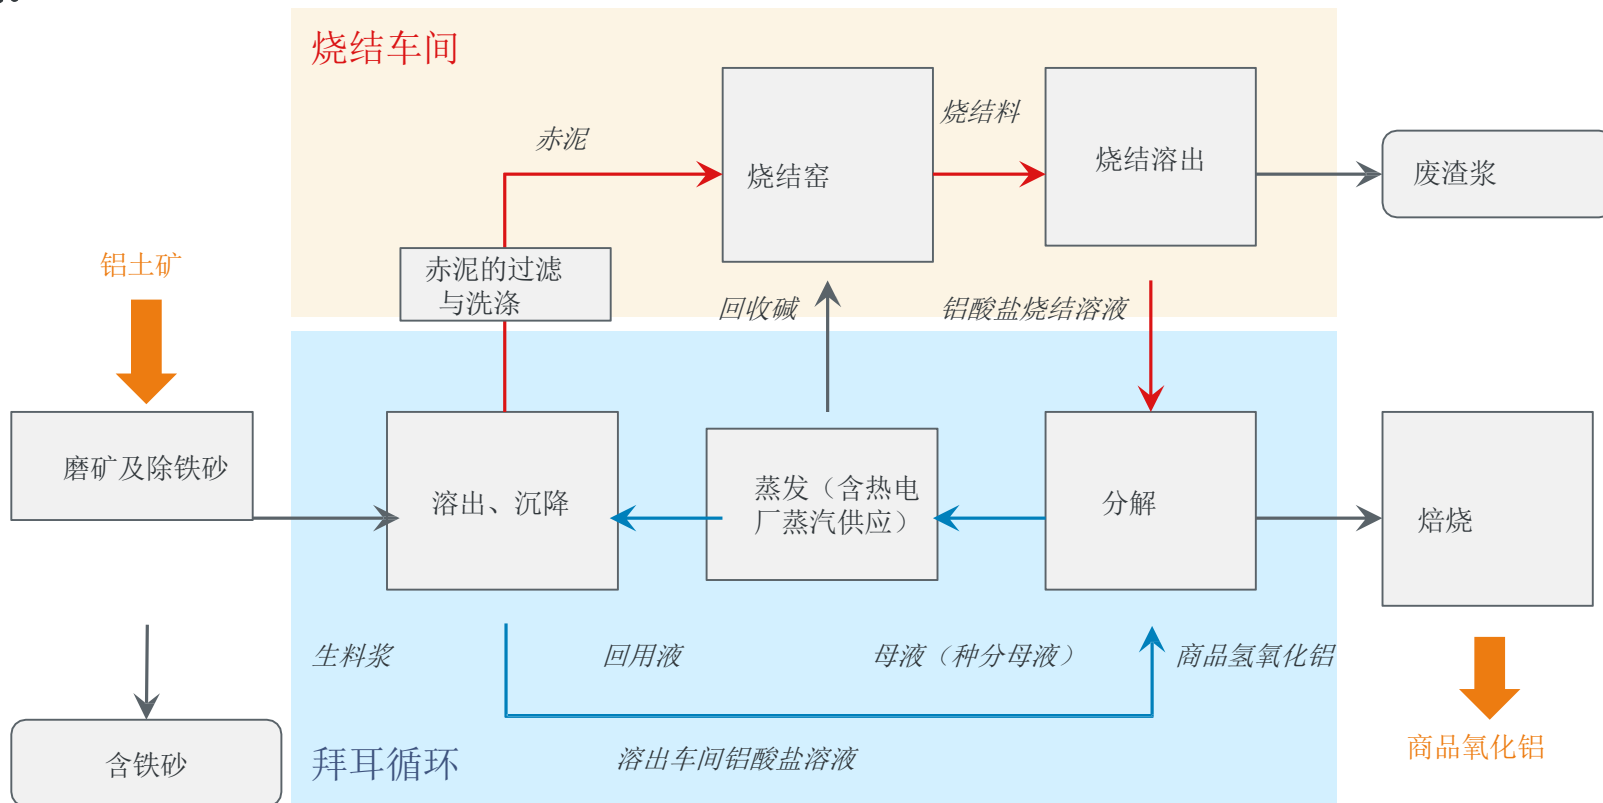 烧结车间
烧结料
赤泥
烧结窑
烧结溶出
废渣浆
铝土矿
赤泥的过滤
与洗涤
回收碱
铝酸盐烧结溶液
磨矿及除铁砂
溶出、沉降
蒸发（含热电
厂蒸汽供应）
分解
焙烧
生料浆
回用液
母液（种分母液）
商品氢氧化铝
含铁砂
拜耳循环
溶出车间铝酸盐溶液
商品氧化铝